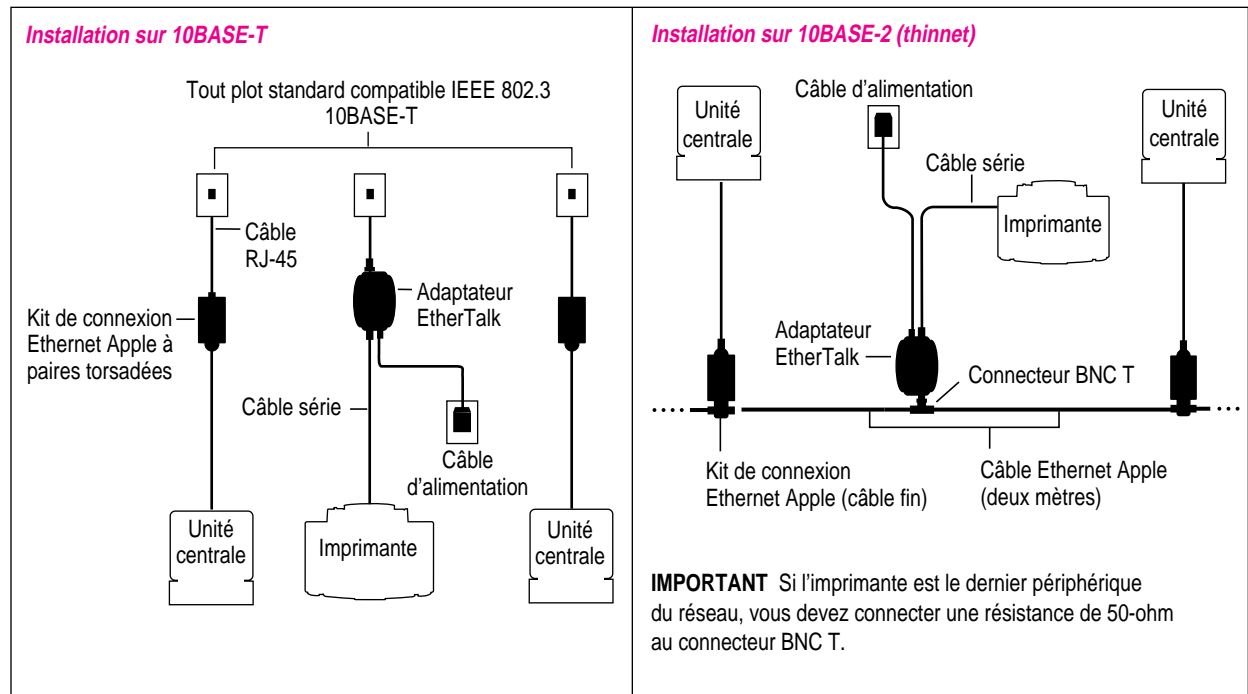 Installation sur 10BASE-T
Tout plot standard compatible IEEE 802.3
10BASE-T
Câble
RJ-45
Kit de connexion
Ethernet Apple à
paires torsadées
Adaptateur
EtherTalk
Câble série
Câble
d'alimentation
Unité
centrale
Imprimante
Unité
centrale
Installation sur 10BASE-2 (thinnet)
Unité
centrale
Câble d'alimentation
Câble série
Imprimante
Unité
centrale
Adaptateur
EtherTalk
Connecteur BNC T
Kit de connexion
Ethernet Apple (câble fin)
Câble Ethernet Apple
(deux mètres)
IMPORTANT Si l'imprimante est le dernier périphérique
du réseau, vous devez connecter une résistance de 50-ohm
au connecteur BNC T.